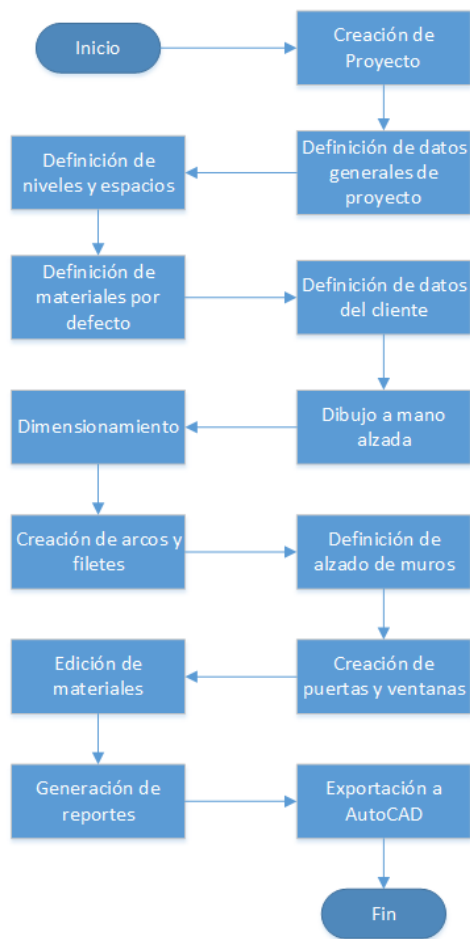 Inicio
Creación de
Proyecto
Definición de datos
generales de
proyecto
Definición de
niveles y espacios
Definición de
materiales por
defecto
Definición de datos
del cliente
Dibujo a mano
alzada
Dimensionamiento
Creación de arcos y
filetes
Definición de
alzado de muros
Creación de
puertas y ventanas
Edición de
materiales
Generación de
reportes
Exportación a
AutoCAD
Fin